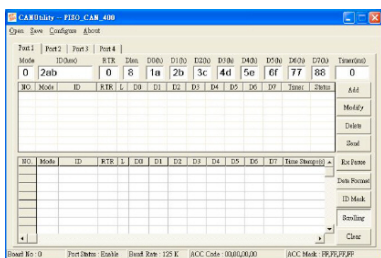 CANUtility -- PISO_CAN_400
Open Save Configure About
Port 1 Port 2 Port 3 Port 4
Mode ID(hex) RTR Dlen D0(h) D1(h) D2(h) D3(h) D4(h) D5(h) D6(h) D7(h) Timer(ms)
0 2ab 0 8 1a 2b 3c 4d 5e 6f 77 88 0
NO. Mode ID RTR L D0 D1 D2 D3 D4 D5 D6 D7 Timer Status
Add
Modify
Delete
Send
NO. Mode ID RTR L D0 D1 D2 D3 D4 D5 D6 D7 Time Stamp(s)
Rx Pause
Data Format
ID Mask
Scrolling
Clear
Board No : 0 Port Status : Enable Baud Rate : 125 K ACC Code : 00,00,00,00 ACC Mask : FF,FF,FF,FF